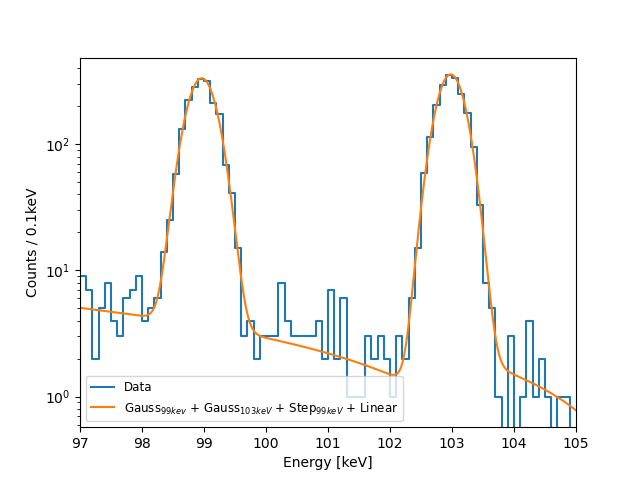 Counts / 0.1keV
10²
10¹
10⁰
Data
Gauss₉₉ₖₑᵥ + Gauss₁₀₃ₖₑV + Step₉₉ₖₑV + Linear
97 98 99 100 101 102 103 104 105
Energy [keV]